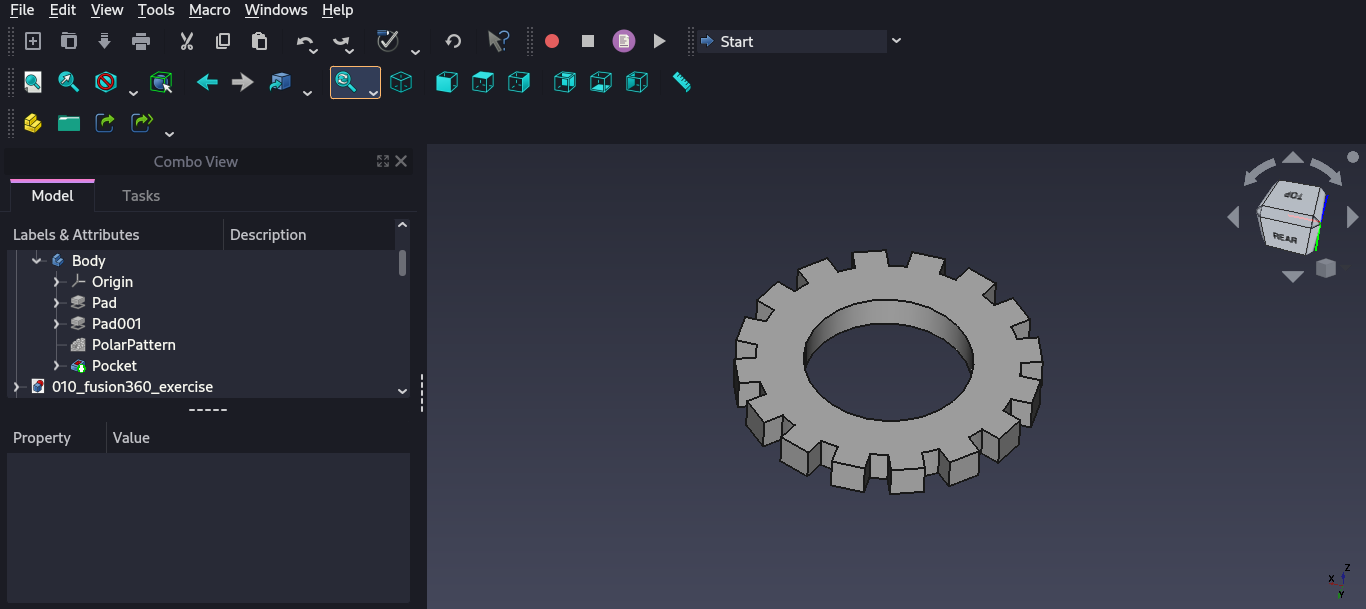 File Edit View Tools Macro Windows Help
Start
Combo View
Model Tasks
Labels & Attributes Description
Body
Origin
Pad
Pad001
PolarPattern
Pocket
010_fusion360_exercise
Property Value
TOP
REAR
Z
X
Y